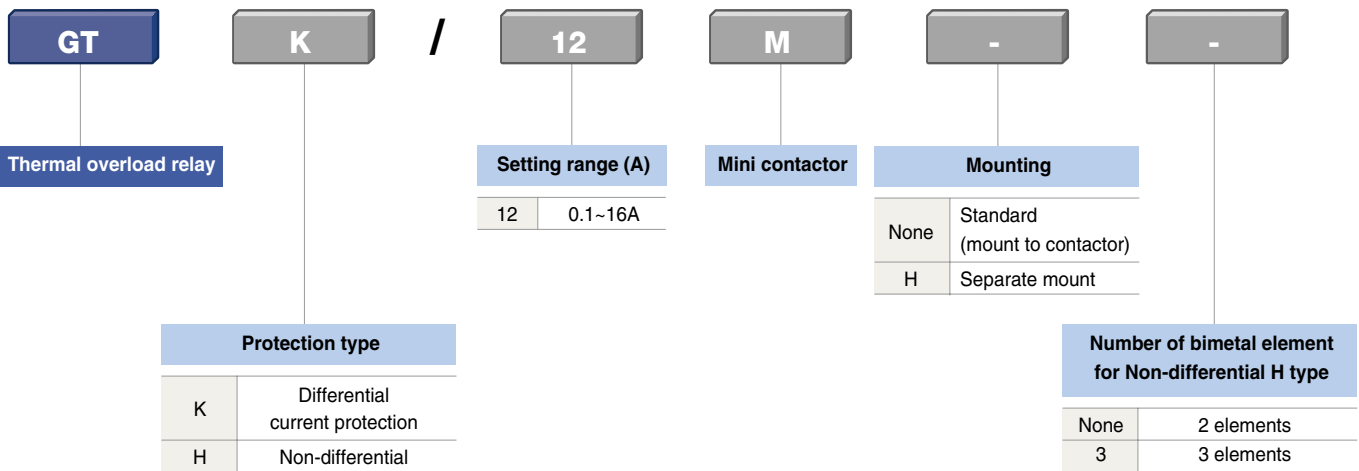 GT K / 12 M - -
Thermal overload relay
Setting range (A)
12 0.1~16A
Mini contactor
Mounting
None Standard
(mount to contactor)
H Separate mount
Protection type
K Differential
current protection
H Non-differential
Number of bimetal element
for Non-differential H type
None 2 elements
3 3 elements